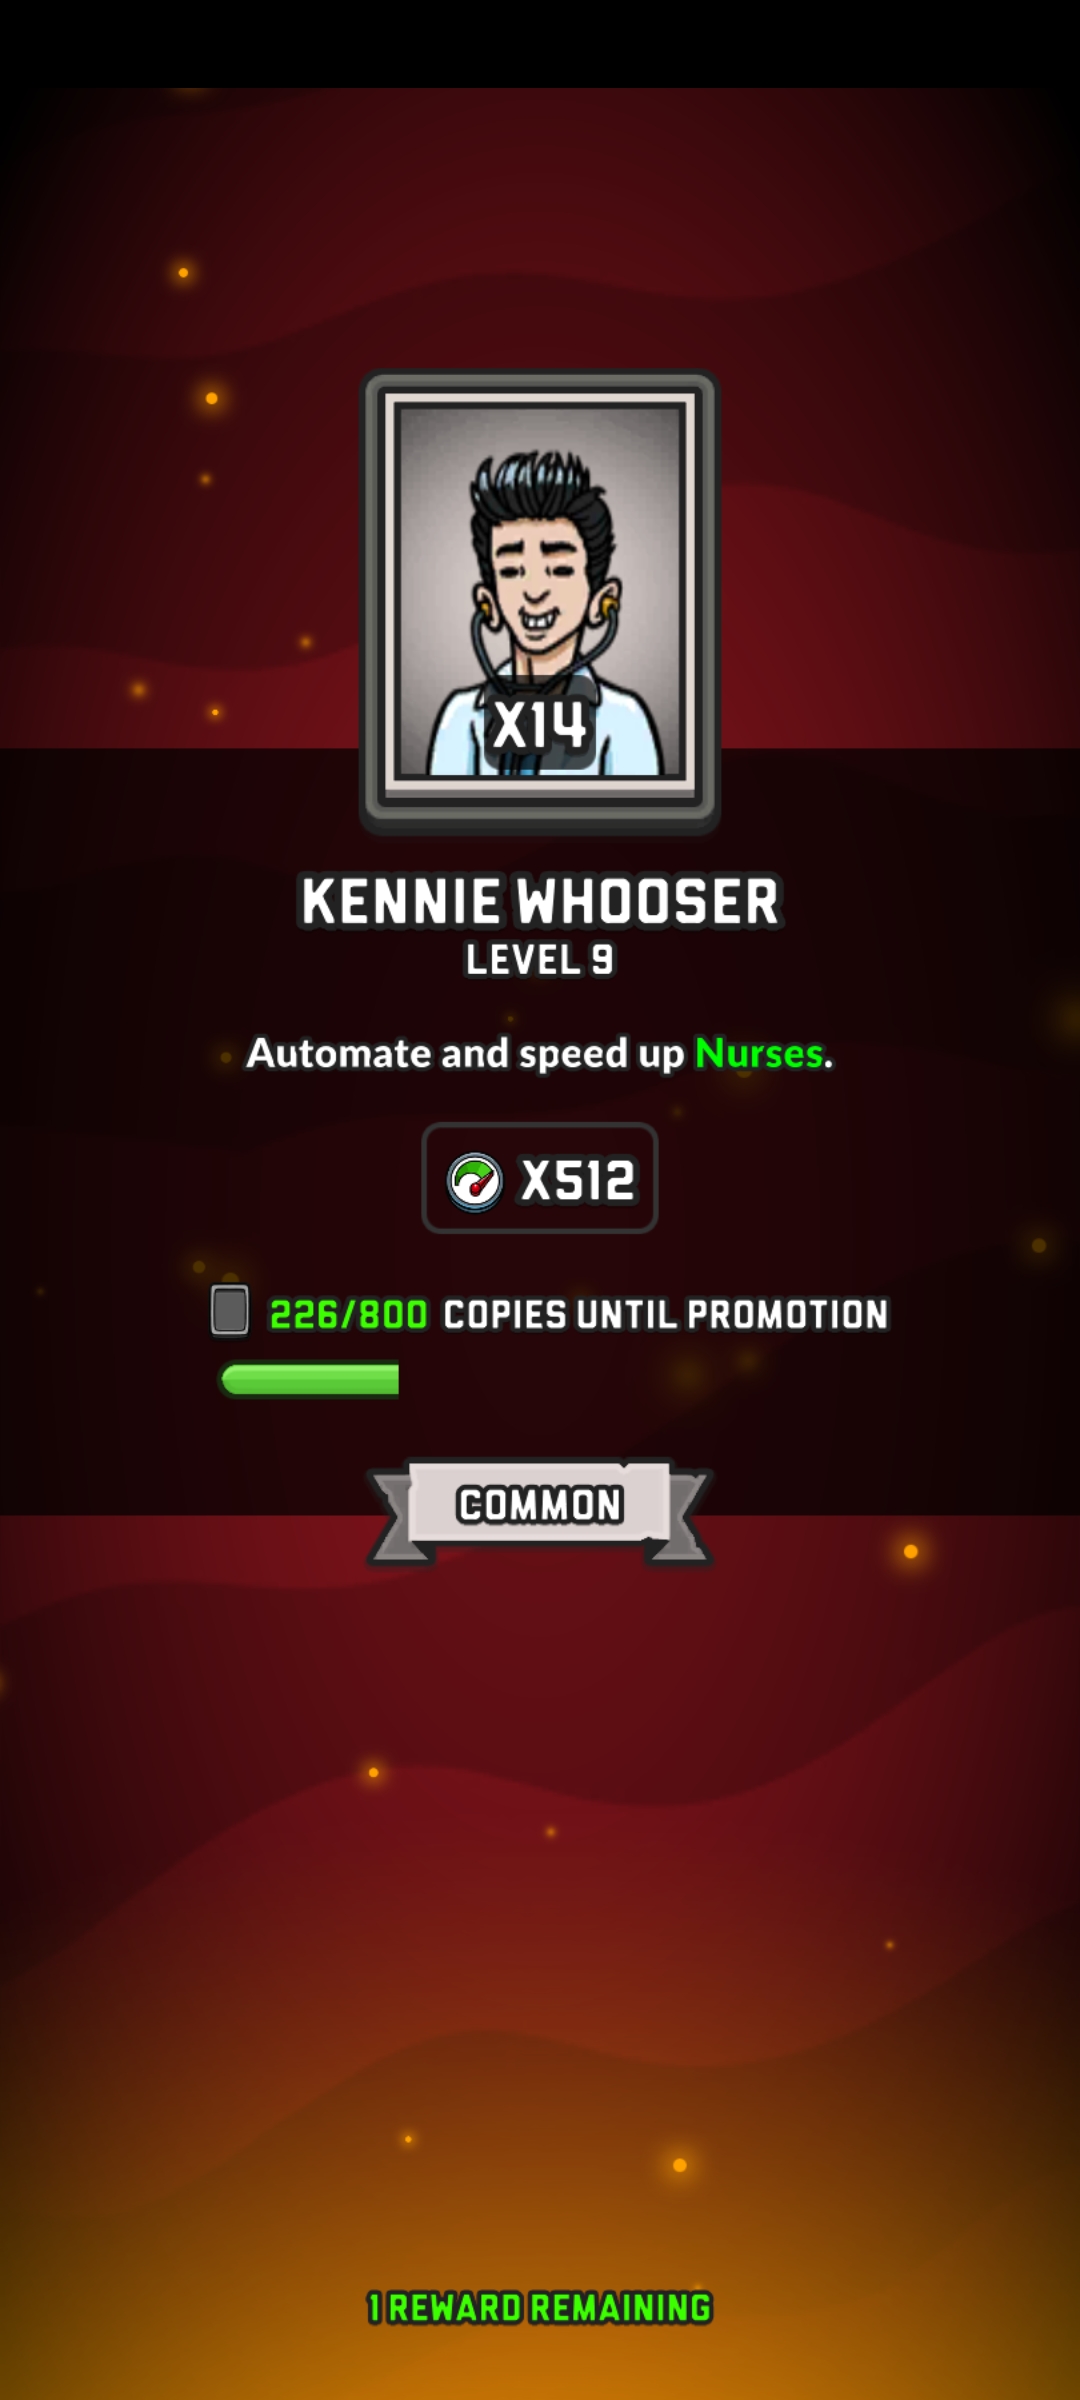 X14
KENNIE WHOOSER
LEVEL 9
Automate and speed up Nurses.
X512
226/800 COPIES UNTIL PROMOTION
COMMON
1 REWARD REMAINING